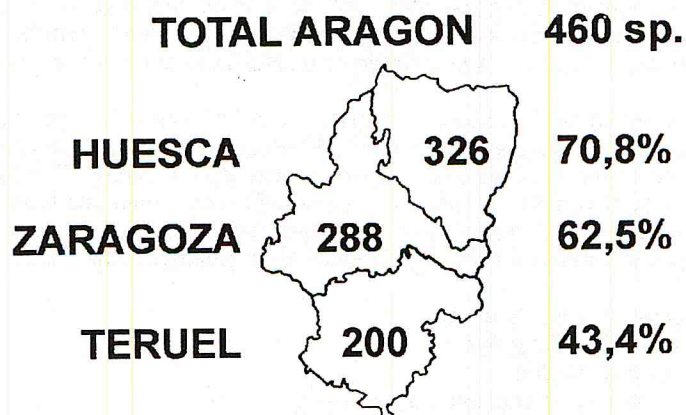 TOTAL ARAGON 460 sp.
HUESCA 326 70,8%
ZARAGOZA 288 62,5%
TERUEL 200 43,4%